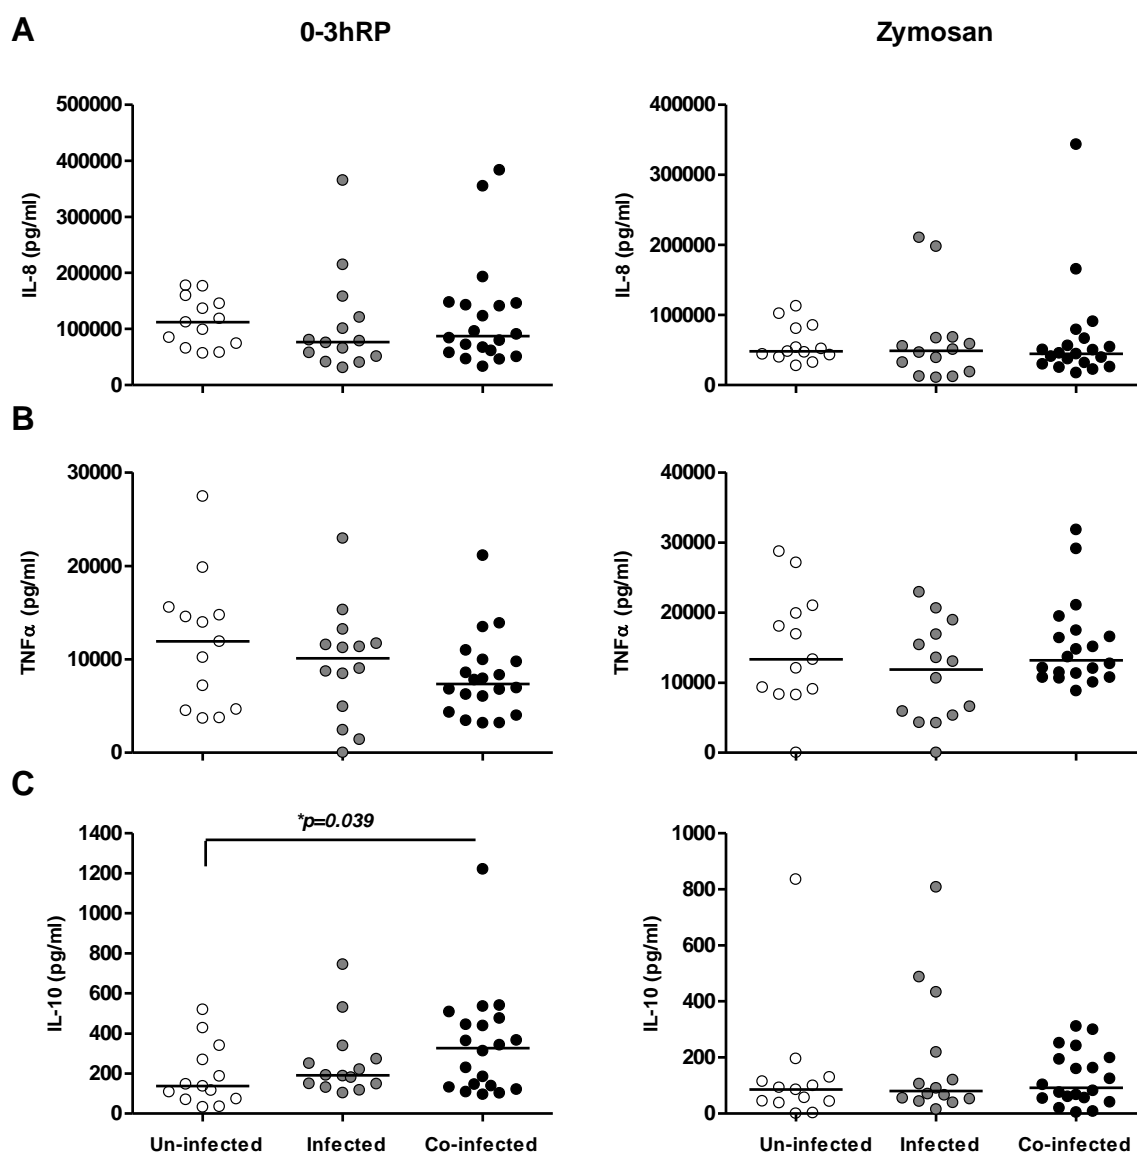 A
0-3hRP
Zymosan
500000
400000
300000
200000
100000
0
IL-8 (pg/ml)
400000
300000
200000
100000
0
IL-8 (pg/ml)
B
30000
20000
10000
0
TNFα (pg/ml)
40000
30000
20000
10000
0
TNFα (pg/ml)
C
*p=0.039
1400
1200
1000
800
600
400
200
0
IL-10 (pg/ml)
Un-infected Infected Co-infected
1000
800
600
400
200
0
IL-10 (pg/ml)
Un-infected Infected Co-infected